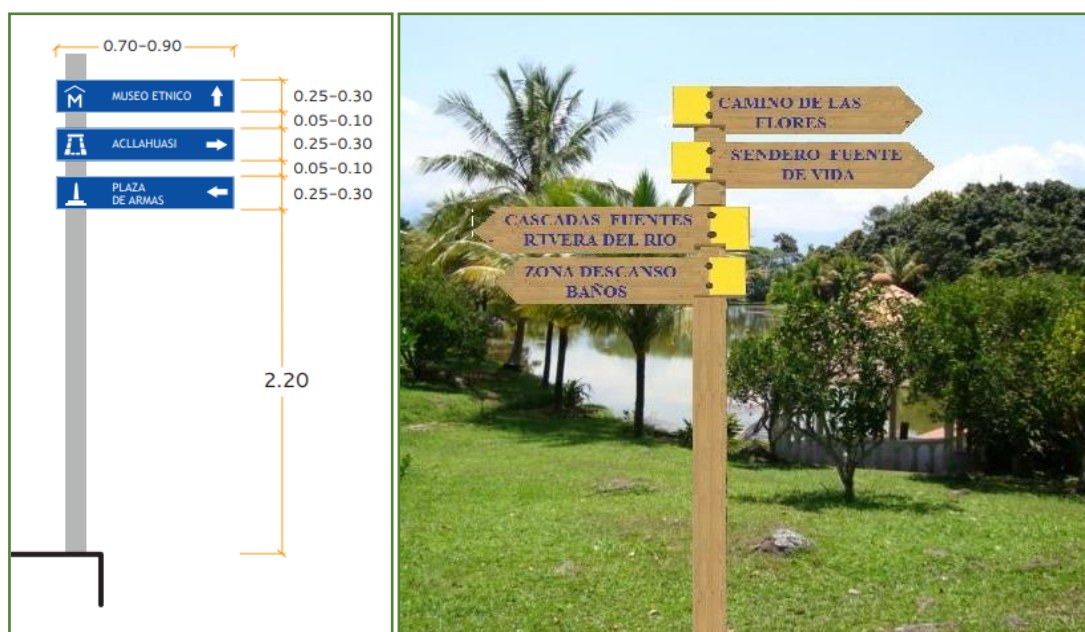 0.70-0.90
M
MUSEO ETNICO
0.25-0.30
0.05-0.10
ACLLAHUASI
0.25-0.30
0.05-0.10
PLAZA
DE ARMAS
0.25-0.30
2.20
CAMINO DE LAS
FLORES
SENDERO FUENTE
DE VIDA
CASCADAS FUENTES
RIVERA DEL RIO
ZONA DESCANSO
BAÑOS